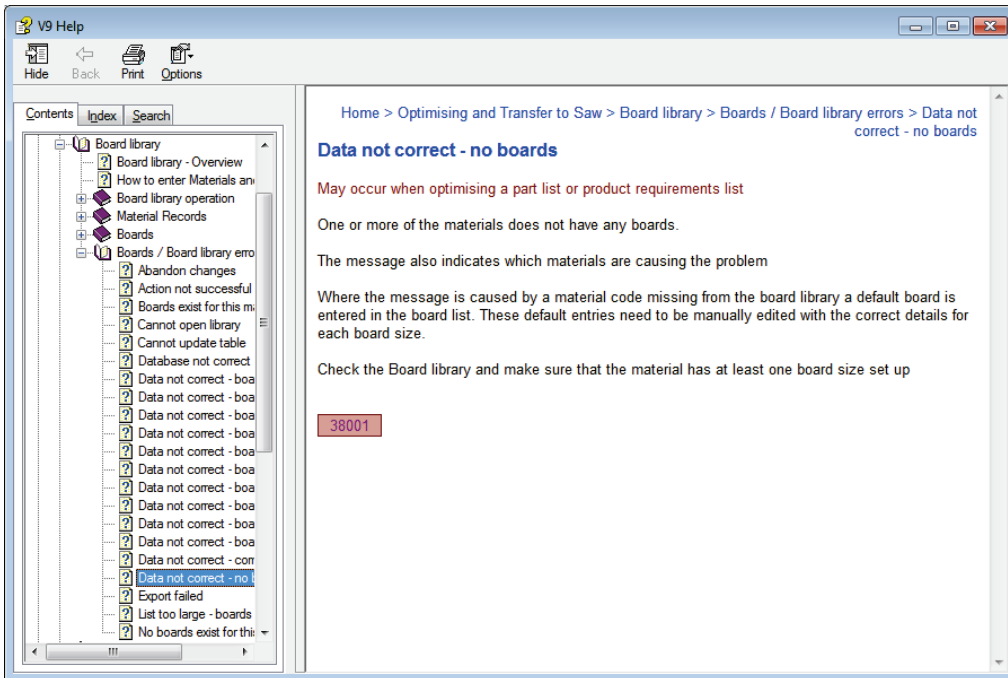 V9 Help
Hide Back Print Options
Contents Index Search
Board library
Board library - Overview
How to enter Materials an
Board library operation
Material Records
Boards
Boards / Board library erro
Abandon changes
Action not successful
Boards exist for this ma
Cannot open library
Cannot update table
Database not correct
Data not correct - boa
Data not correct - boa
Data not correct - boa
Data not correct - boa
Data not correct - boa
Data not correct - boa
Data not correct - boa
Data not correct - boa
Data not correct - boa
Data not correct - boa
Data not correct - com
Data not correct - no b
Export failed
List too large - boards
No boards exist for this
Home > Optimising and Transfer to Saw > Board library > Boards / Board library errors > Data not
correct - no boards
Data not correct - no boards
May occur when optimising a part list or product requirements list
One or more of the materials does not have any boards.
The message also indicates which materials are causing the problem
Where the message is caused by a material code missing from the board library a default board is
entered in the board list. These default entries need to be manually edited with the correct details for
each board size.
Check the Board library and make sure that the material has at least one board size set up
38001